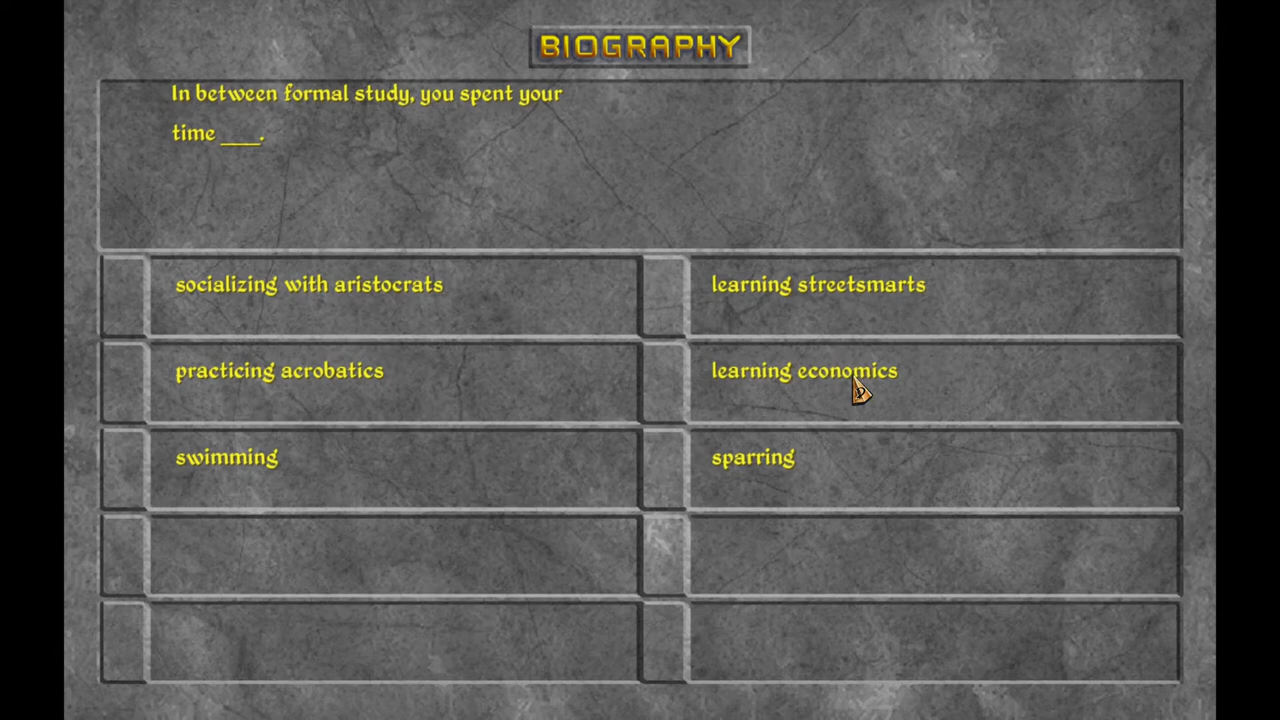 BIOGRAPHY
In between formal study, you spent your
time ___.
socializing with aristocrats
learning streetsmarts
practicing acrobatics
learning economics
swimming
sparring